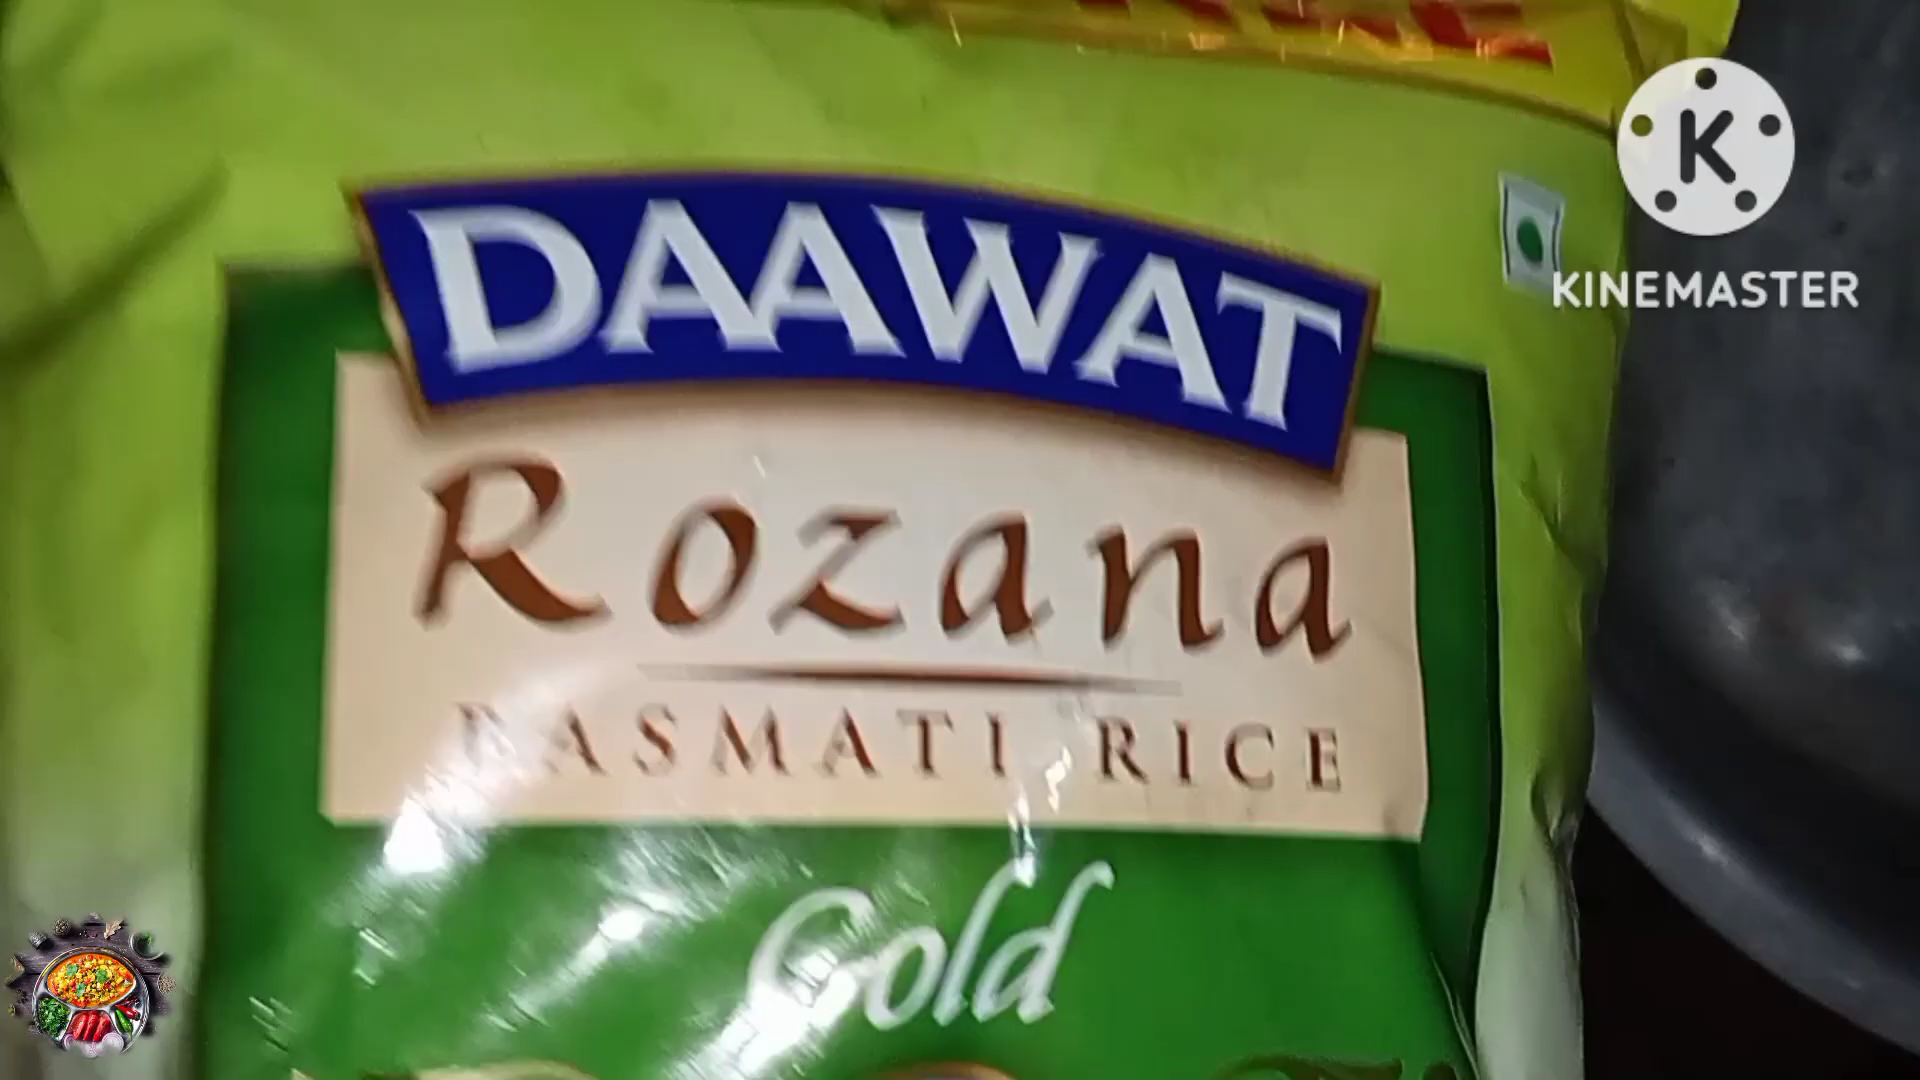 DAAWAT
K
KINEMASTER
Rozana
BASMATI RICE
Gold